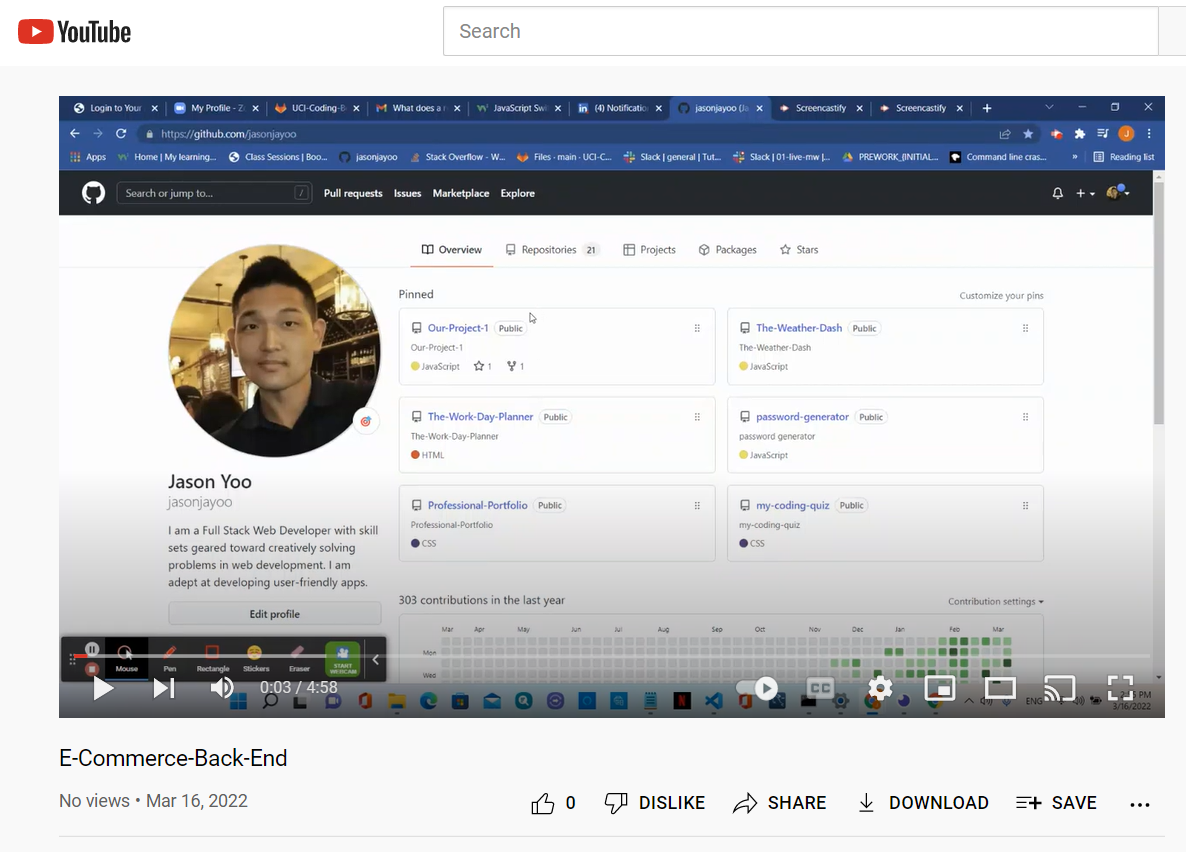 YouTube
Search
Login to Your
My Profile - Z
UCI-Coding-B
What does a r
JavaScript Swi
(4) Notificatio
jasonjayoo (Ja
Screencastify
Screencastify
https://github.com/jasonjayoo
J
Apps
Home | My learning...
Class Sessions | Boo...
jasonjayoo
Stack Overflow - W...
Files · main · UCI-C...
Slack | general | Tut...
Slack | 01-live-mw |...
PREWORK_(INITIAL...
Command line cras...
»
Reading list
Search or jump to...
/
Pull requests
Issues
Marketplace
Explore
Overview
Repositories 21
Projects
Packages
Stars
Pinned
Customize your pins
Our-Project-1 Public
Our-Project-1
JavaScript 1 1
The-Weather-Dash Public
The-Weather-Dash
JavaScript
The-Work-Day-Planner Public
The-Work-Day-Planner
HTML
password-generator Public
password generator
JavaScript
Professional-Portfolio Public
Professional-Portfolio
CSS
my-coding-quiz Public
my-coding-quiz
CSS
Jason Yoo
jasonjayoo
I am a Full Stack Web Developer with skill
sets geared toward creatively solving
problems in web development. I am
adept at developing user-friendly apps.
Edit profile
303 contributions in the last year
Contribution settings
Mar Apr May Jun Jul Aug Sep Oct Nov Dec Jan Feb Mar
Mon
Wed
Mouse
Pen
Rectangle
Stickers
Eraser
START
WEBCAM
0:03 / 4:58
CC
ENG
PM
3/16/2022
E-Commerce-Back-End
No views • Mar 16, 2022
0
DISLIKE
SHARE
DOWNLOAD
SAVE